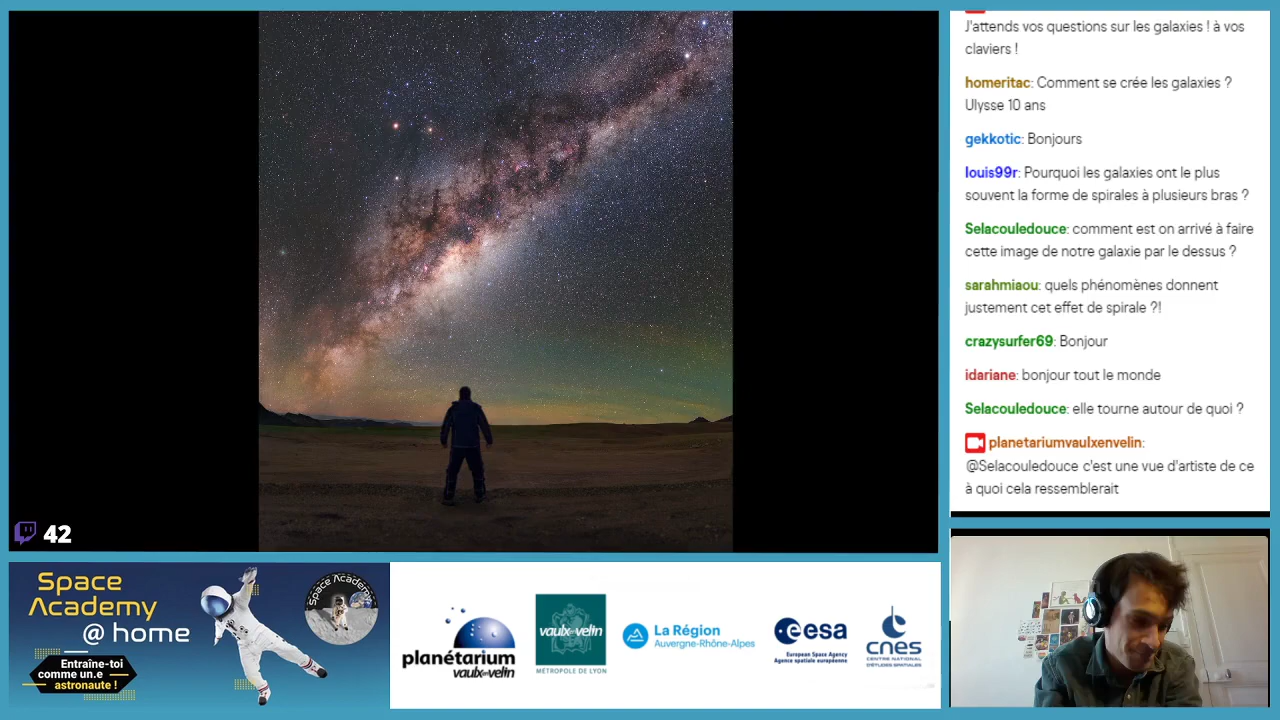 J'attends vos questions sur les galaxies ! à vos
claviers !
homeritac: Comment se crée les galaxies ?
Ulysse 10 ans
gekkotic: Bonjours
louis99r: Pourquoi les galaxies ont le plus
souvent la forme de spirales à plusieurs bras ?
Selacouledouce: comment est on arrivé à faire
cette image de notre galaxie par le dessus ?
sarahmiaou: quels phénomènes donnent
justement cet effet de spirale ?!
crazysurfer69: Bonjour
idariane: bonjour tout le monde
Selacouledouce: elle tourne autour de quoi ?
planetariumvaulxenvelin:
@Selacouledouce c'est une vue d'artiste de ce
à quoi cela ressemblerait
42
Space
Academy
@ home
Entraîne-toi
comme un.e
astronaute !
Space Academy
planétarium
vaulx en velin
vaulx en velin
MÉTROPOLE DE LYON
La Région
Auvergne-Rhône-Alpes
esa
European Space Agency
Agence spatiale européenne
cnes
CENTRE NATIONAL
D'ÉTUDES SPATIALES